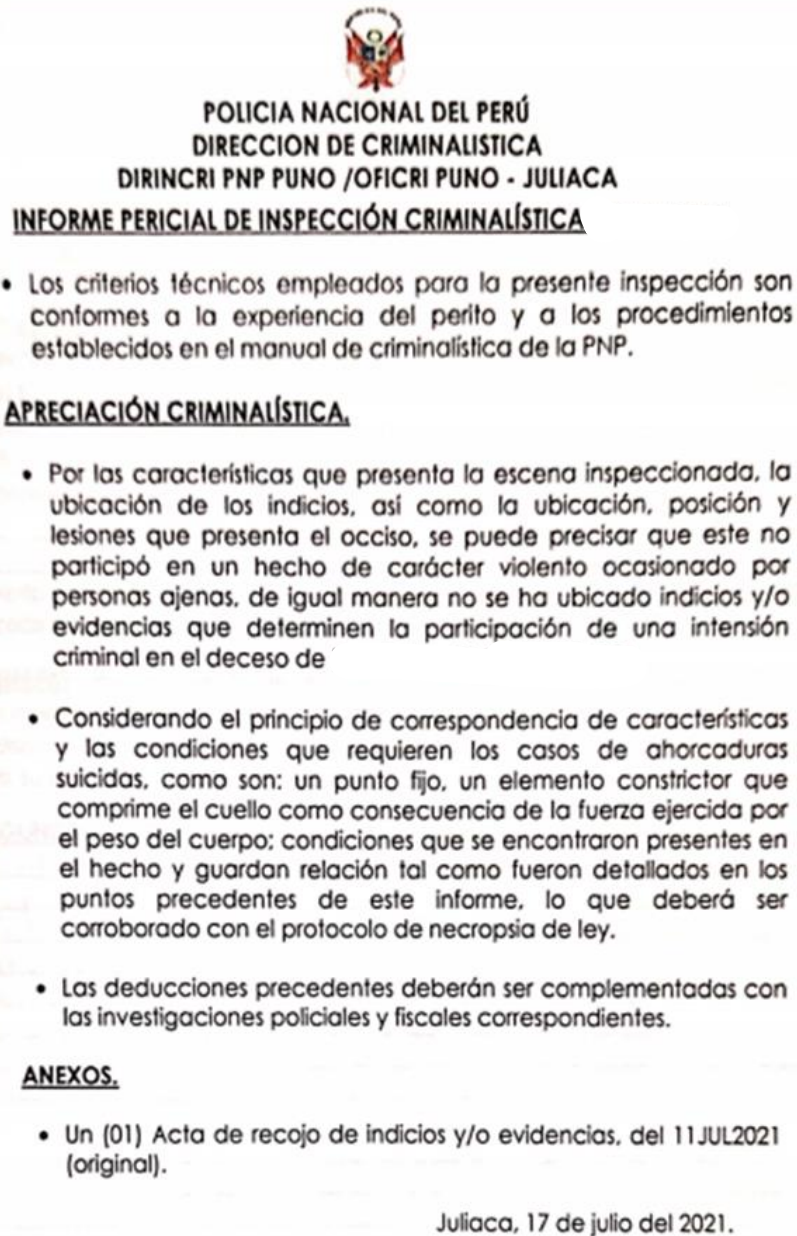 POLICIA NACIONAL DEL PERÚ
DIRECCION DE CRIMINALISTICA
DIRINCRI PNP PUNO /OFICRI PUNO - JULIACA
INFORME PERICIAL DE INSPECCIÓN CRIMINALÍSTICA
• Los criterios técnicos empleados para la presente inspección son
conformes a la experiencia del perito y a los procedimientos
establecidos en el manual de criminalística de la PNP.
APRECIACIÓN CRIMINALÍSTICA.
• Por las características que presenta la escena inspeccionada, la
ubicación de los indicios, así como la ubicación, posición y
lesiones que presenta el occiso, se puede precisar que este no
participó en un hecho de carácter violento ocasionado por
personas ajenas, de igual manera no se ha ubicado indicios y/o
evidencias que determinen la participación de una intensión
criminal en el deceso de
• Considerando el principio de correspondencia de características
y las condiciones que requieren los casos de ahorcaduras
suicidas, como son: un punto fijo, un elemento constrictor que
comprime el cuello como consecuencia de la fuerza ejercida por
el peso del cuerpo; condiciones que se encontraron presentes en
el hecho y guardan relación tal como fueron detallados en los
puntos precedentes de este informe, lo que deberá ser
corroborado con el protocolo de necropsia de ley.
• Las deducciones precedentes deberán ser complementadas con
las investigaciones policiales y fiscales correspondientes.
ANEXOS.
• Un (01) Acta de recojo de indicios y/o evidencias, del 11JUL2021
(original).
Juliaca, 17 de julio del 2021.